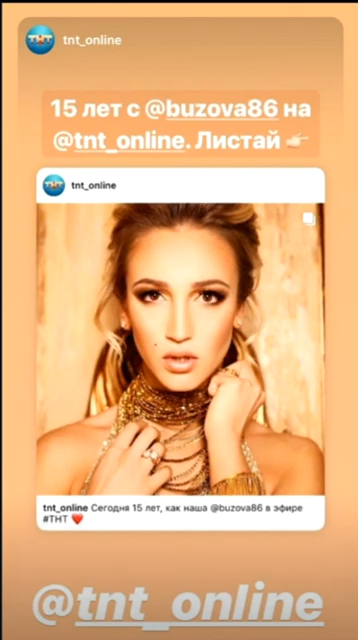 ТНТ
tnt_online
15 лет с @buzova86 на
@tnt_online. Листай
ТНТ
tnt_online
tnt_online Сегодня 15 лет, как наша @buzova86 в эфире
#ТНТ
@tnt_online